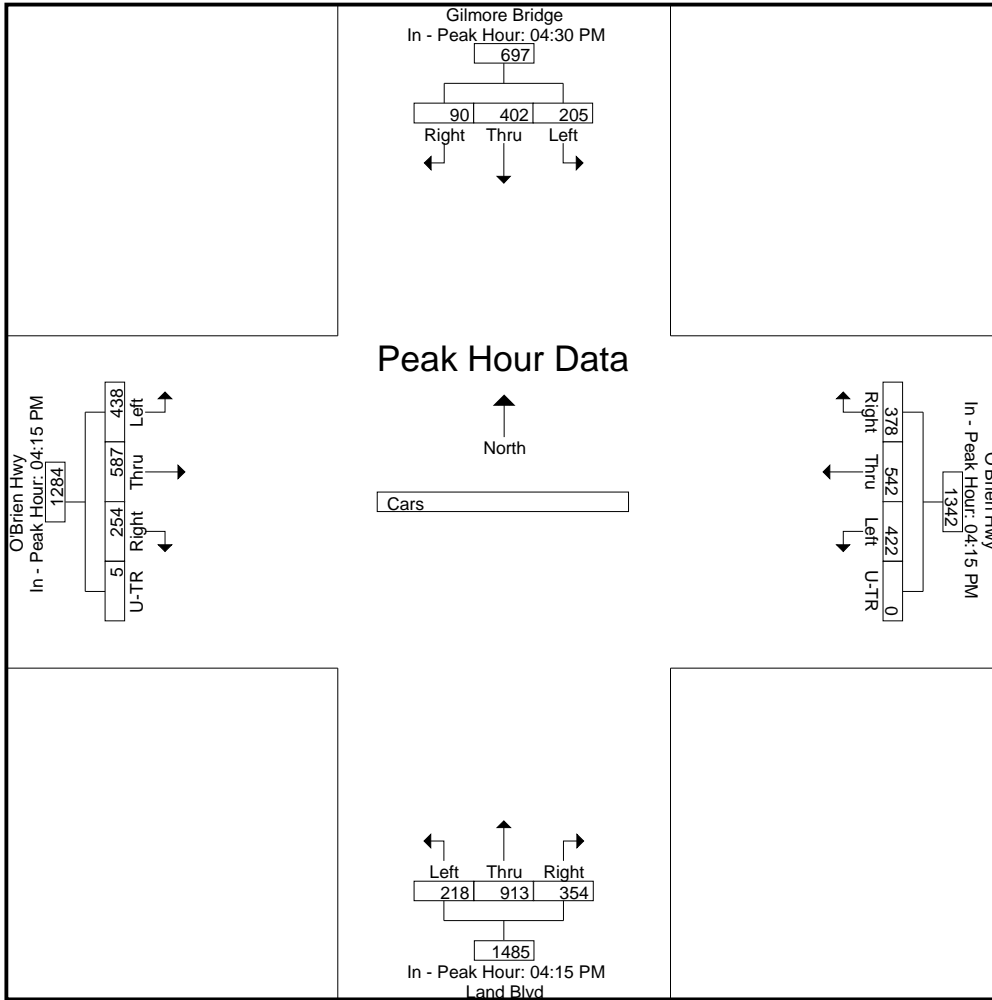 Gilmore Bridge
In - Peak Hour: 04:30 PM
697
90 402 205
Right Thru Left
Peak Hour Data
North
Cars
O'Brien Hwy
In - Peak Hour: 04:15 PM
1284
438 587 254 5
Left Thru Right U-TR
O'Brien Hwy
In - Peak Hour: 04:15 PM
1342
378 542 422 0
Right Thru Left U-TR
Left Thru Right
218 913 354
1485
In - Peak Hour: 04:15 PM
Land Blvd